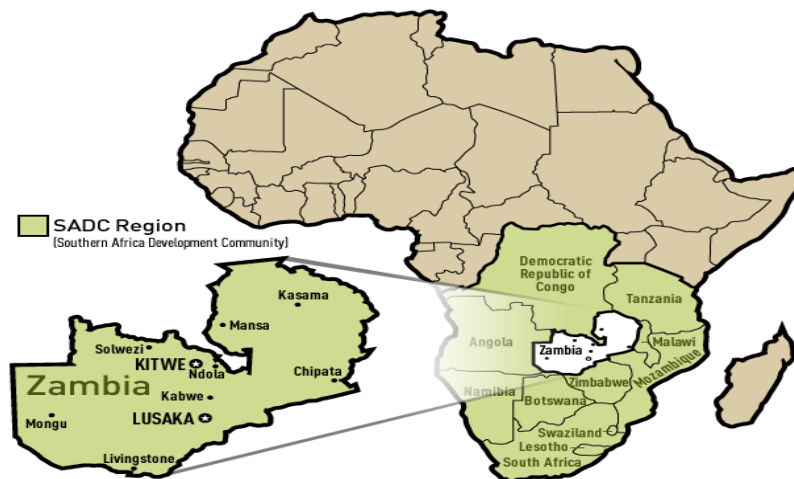 SADC Region
(Southern Africa Development Community)
Kasama
Mansa
Solwezi
KITWE
Ndola
Zambia
Chipata
Kabwe
Mongu
LUSAKA
Livingstone
Democratic
Republic of
Congo
Tanzania
Angola
Zambia
Malawi
Mozambique
Zimbabwe
Namibia
Botswana
Swaziland
Lesotho
South Africa